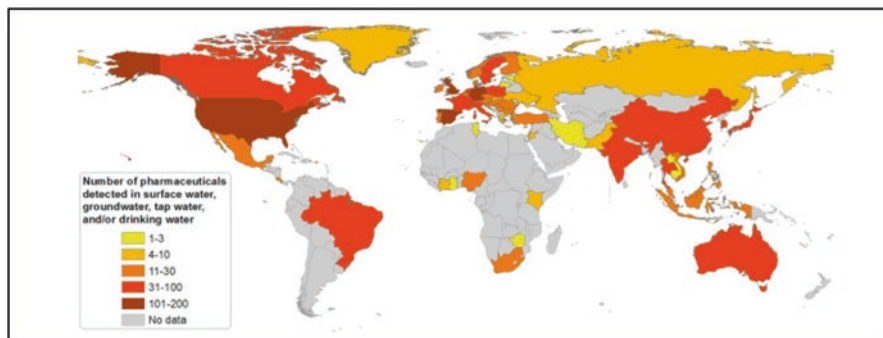 Number of pharmaceuticals
detected in surface water,
groundwater, tap water,
and/or drinking water
1-3
4-10
11-30
31-100
101-200
No data